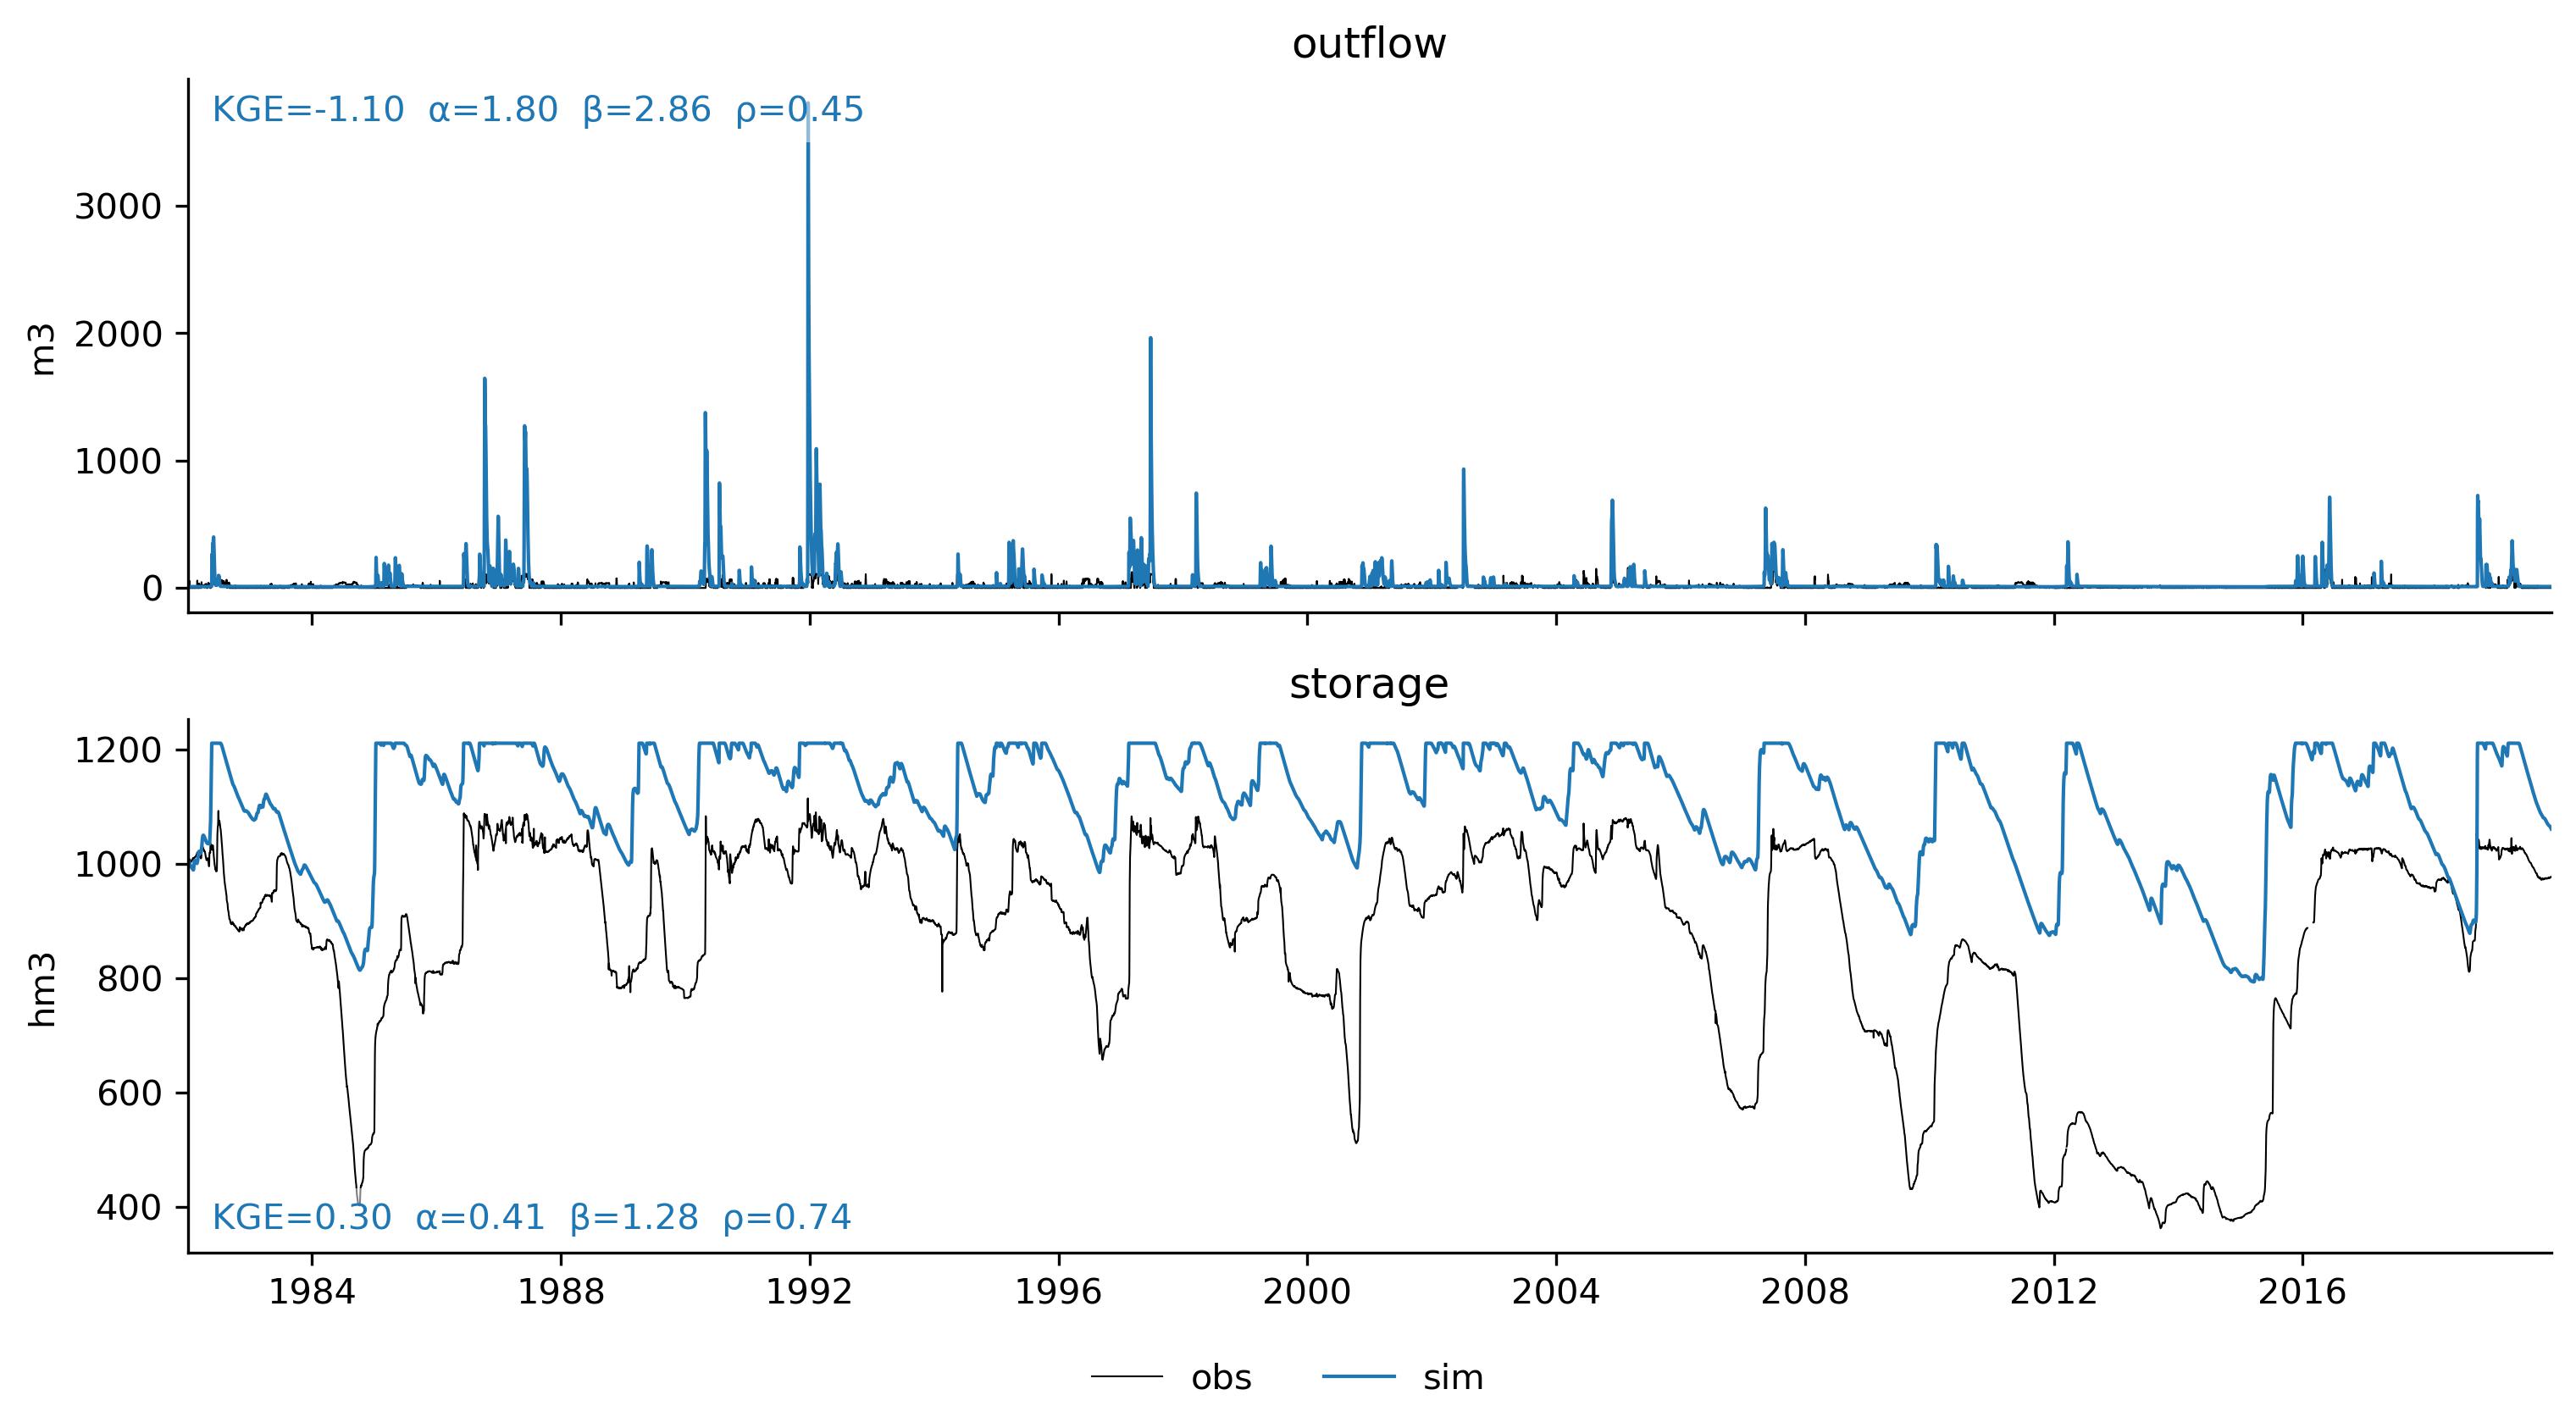 outflow
KGE=-1.10 α=1.80 β=2.86 ρ=0.45
3000
2000
1000
0
m3
storage
1200
1000
800
600
400
hm3
KGE=0.30 α=0.41 β=1.28 ρ=0.74
1984 1988 1992 1996 2000 2004 2008 2012 2016
obs sim